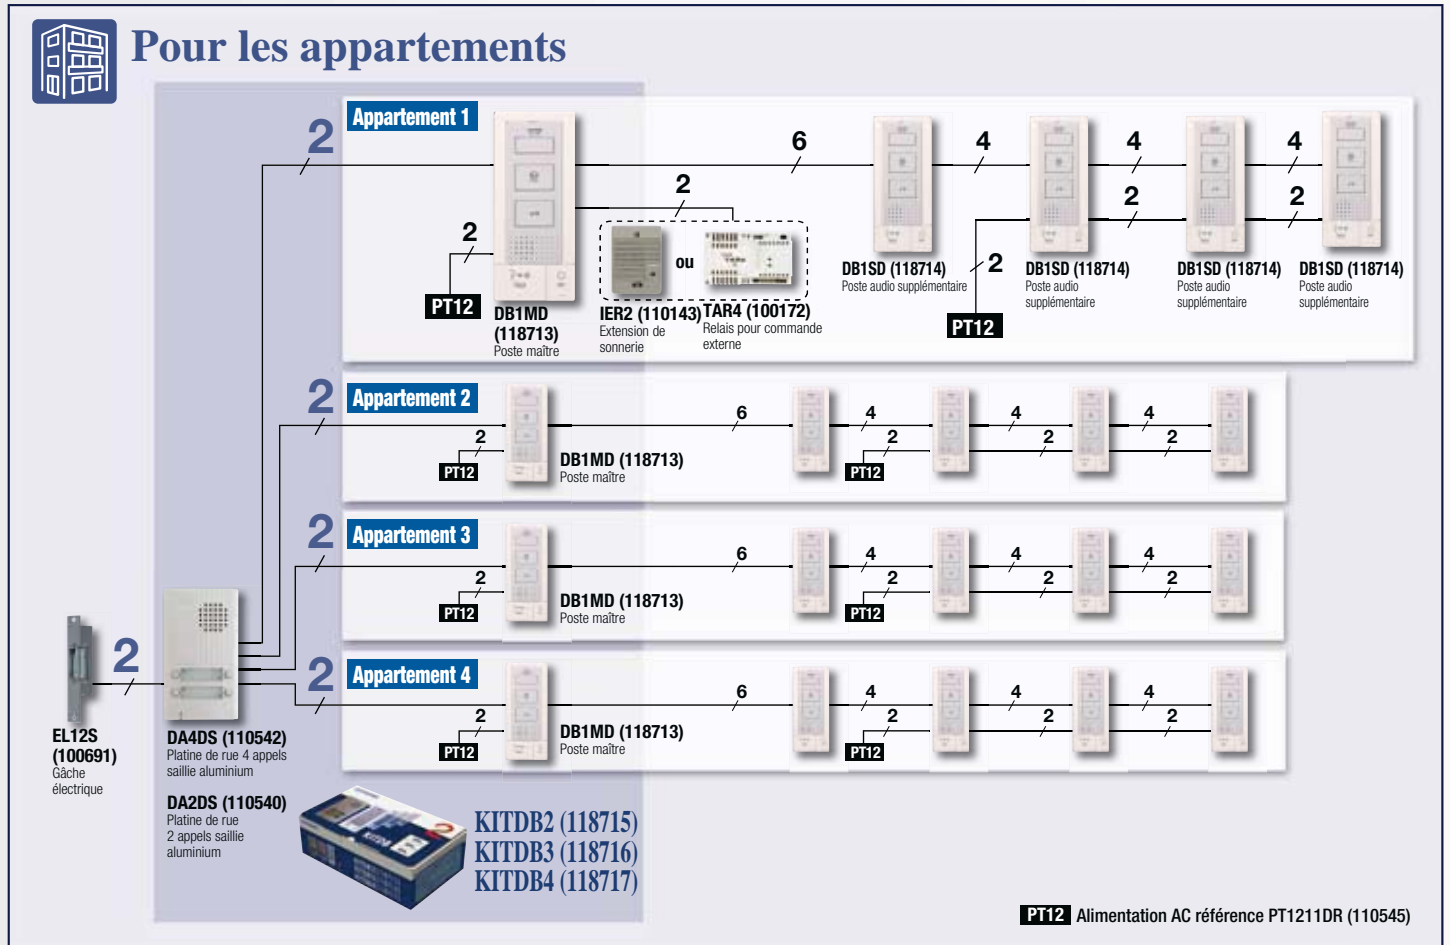 Pour les appartements
Appartement 1
2
6
4
4
4
2
2
2
2
2
PT12
PT12
ou
DB1MD
(118713)
Poste maître
IER2 (110143)
Extension de
sonnerie
TAR4 (100172)
Relais pour commande
externe
DB1SD (118714)
Poste audio supplémentaire
DB1SD (118714)
Poste audio
supplémentaire
DB1SD (118714)
Poste audio
supplémentaire
DB1SD (118714)
Poste audio
supplémentaire
Appartement 2
2
6
4
4
4
2
2
2
2
PT12
PT12
DB1MD (118713)
Poste maître
Appartement 3
2
6
4
4
4
2
2
2
2
PT12
PT12
DB1MD (118713)
Poste maître
Appartement 4
2
6
4
4
4
2
2
2
2
PT12
PT12
DB1MD (118713)
Poste maître
2
EL12S
(100691)
Gâche
électrique
DA4DS (110542)
Platine de rue 4 appels
saillie aluminium
DA2DS (110540)
Platine de rue
2 appels saillie
aluminium
KITDB2 (118715)
KITDB3 (118716)
KITDB4 (118717)
PT12 Alimentation AC référence PT1211DR (110545)